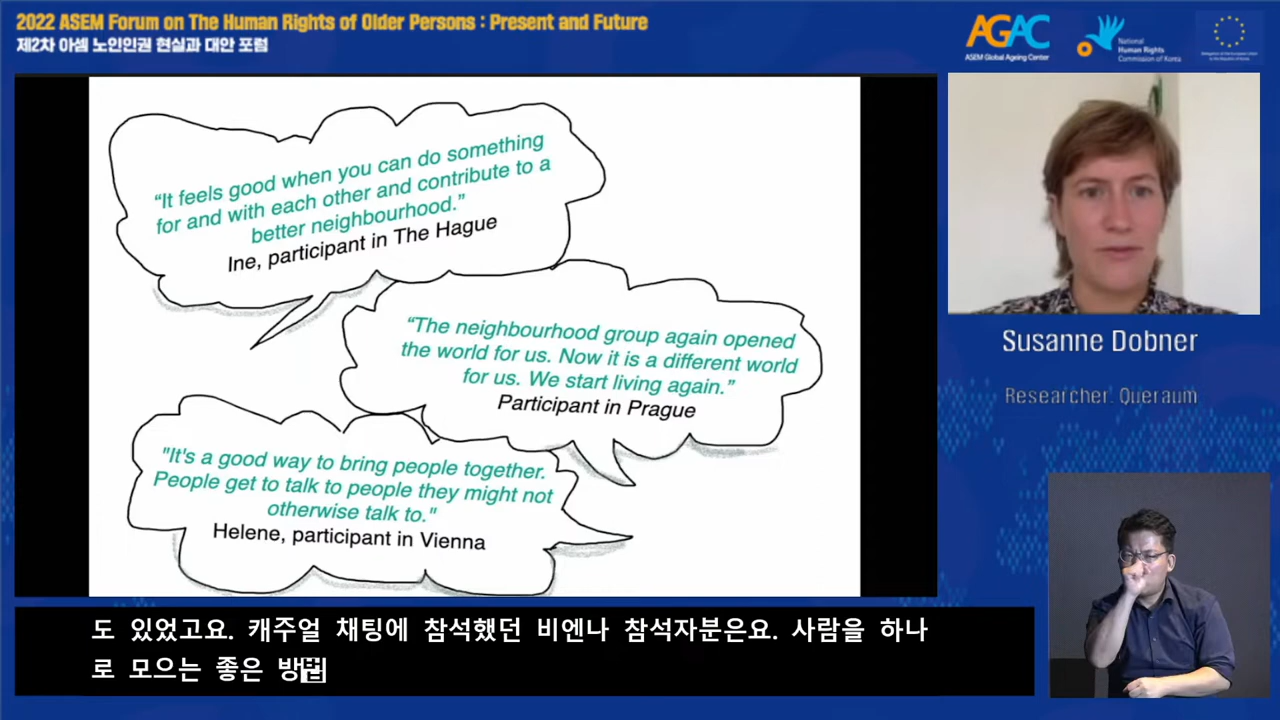 2022 ASEM Forum on The Human Rights of Older Persons : Present and Future
제2차 아셈 노인인권 현실과 대안 포럼
AGAC
ASEM Global Ageing Center
National
Human Rights
Commission of Korea
“It feels good when you can do something
for and with each other and contribute to a
better neighbourhood.”
Ine, participant in The Hague
“The neighbourhood group again opened
the world for us. Now it is a different world
for us. We start living again.”
Participant in Prague
"It's a good way to bring people together.
People get to talk to people they might not
otherwise talk to."
Helene, participant in Vienna
Susanne Dobner
Researcher. Queraum
도 있었고요. 캐주얼 채팅에 참석했던 비엔나 참석자분은요. 사람을 하나
로 모으는 좋은 방법